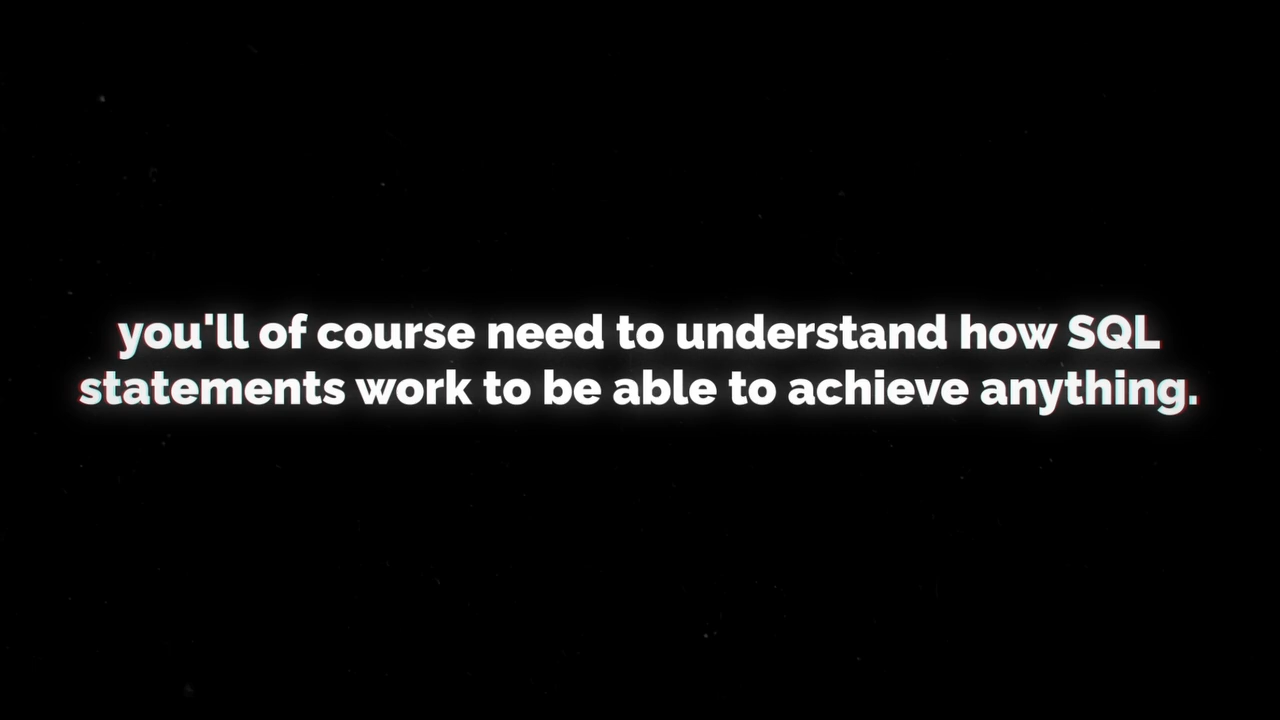 you'll of course need to understand how SQL
statements work to be able to achieve anything.